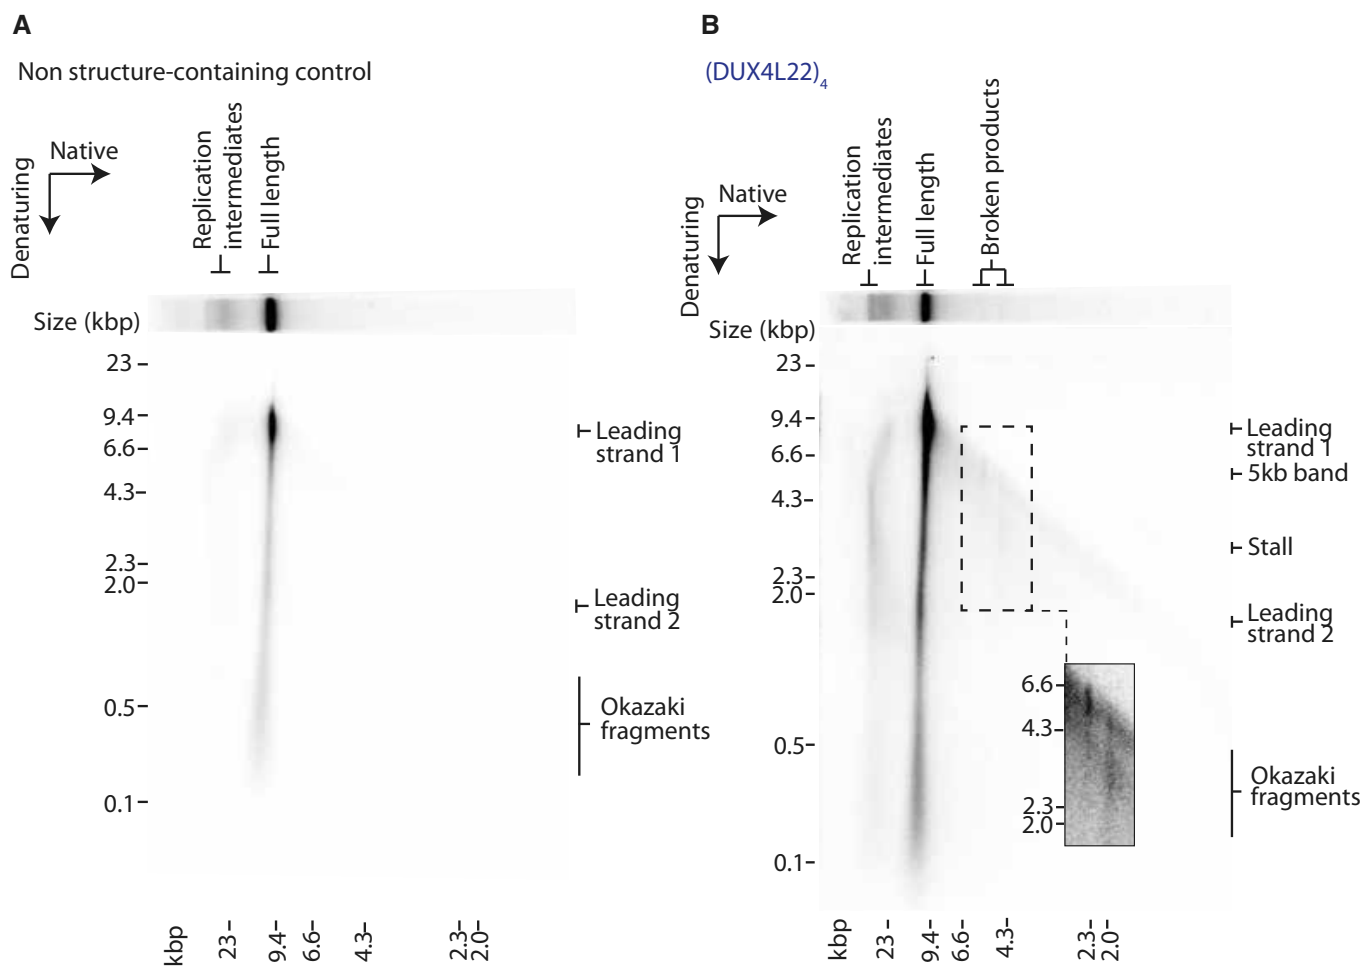 A
Non structure-containing control
Native
Denaturing
Replication
intermediates
Full length
Size (kbp)
23
9.4
6.6
4.3
2.3
2.0
0.5
0.1
Leading
strand 1
Leading
strand 2
Okazaki
fragments
kbp
23
9.4
6.6
4.3
2.3
2.0
B
(DUX4L22)4
Native
Denaturing
Replication
intermediates
Full length
Broken products
Size (kbp)
23
9.4
6.6
4.3
2.3
2.0
0.5
0.1
Leading
strand 1
5kb band
Stall
Leading
strand 2
Okazaki
fragments
6.6
4.3
2.3
2.0
kbp
23
9.4
6.6
4.3
2.3
2.0